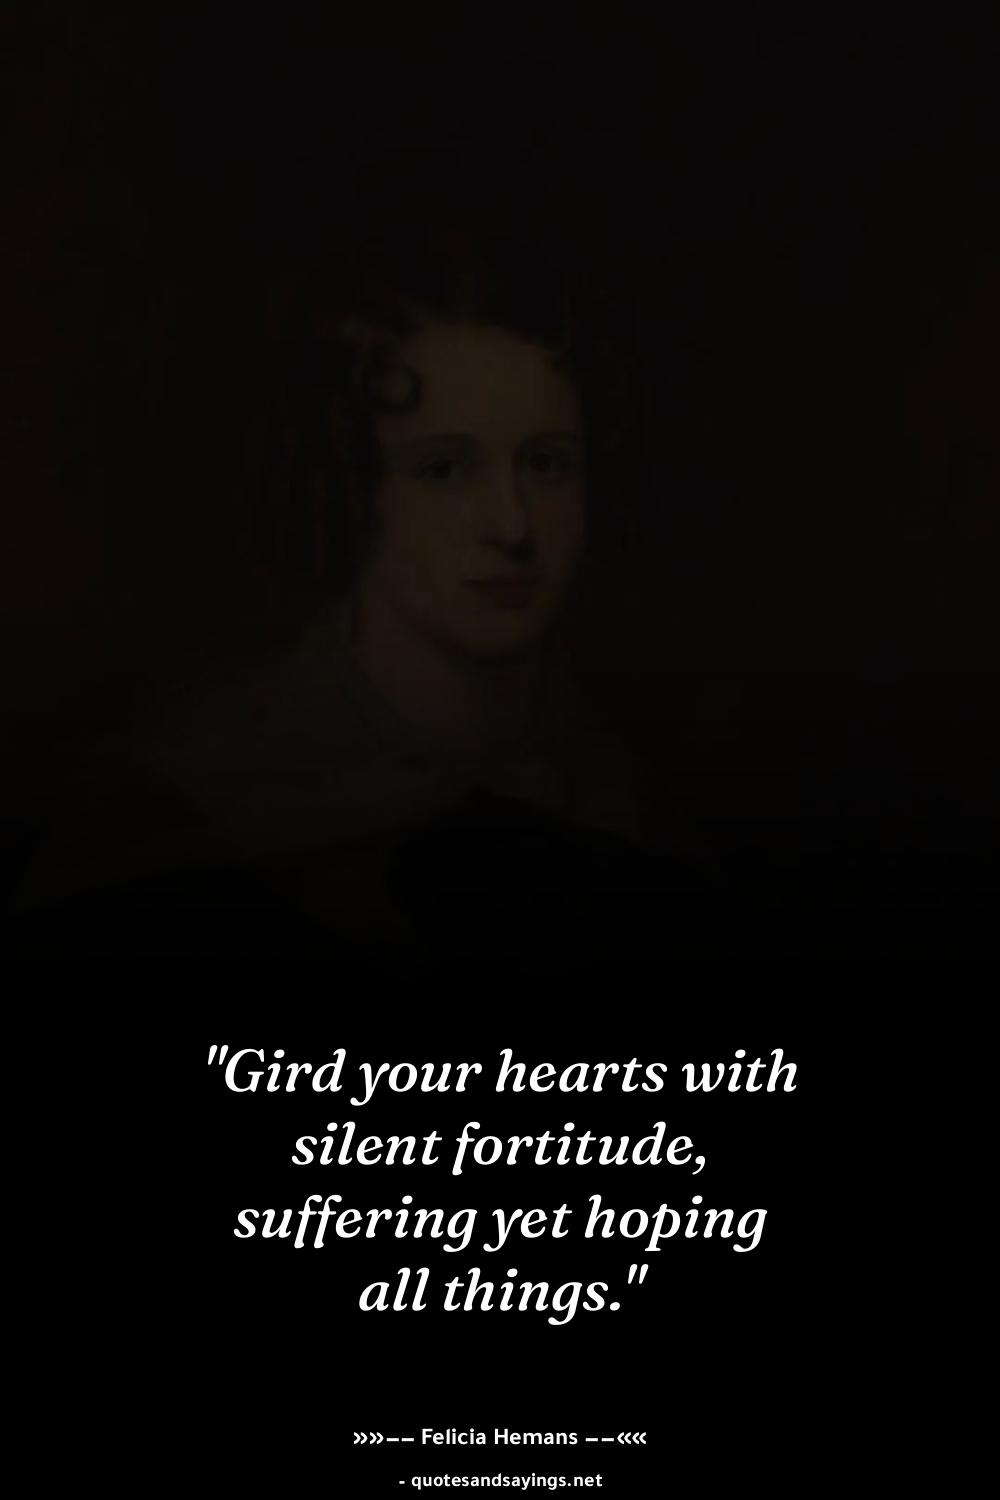 "Gird your hearts with
silent fortitude,
suffering yet hoping
all things."
»»−− Felicia Hemans −−««
- quotesandsayings.net